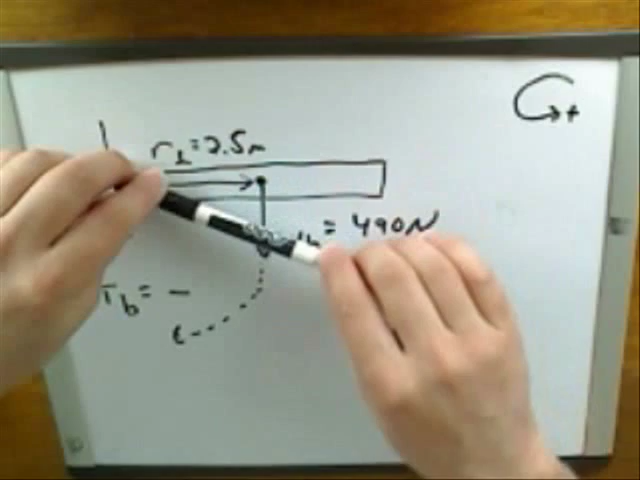 +
r⊥ = 2.5m
= 490N
τb = -